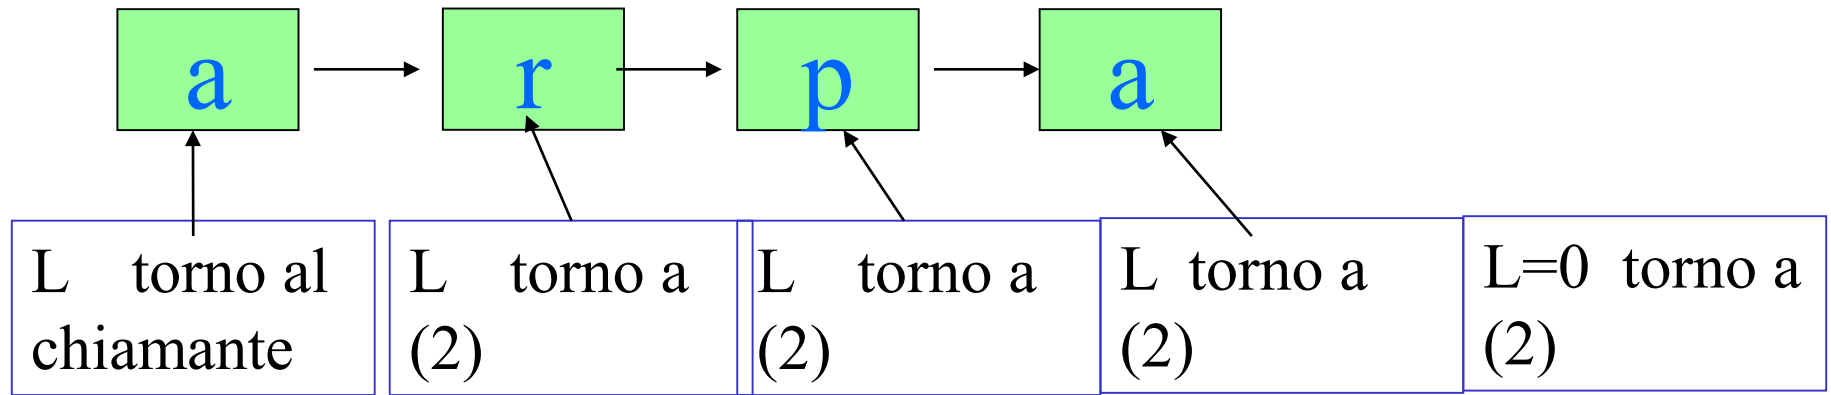 a r p a
L torno al
chiamante
L torno a
(2)
L torno a
(2)
L torno a
(2)
L=0 torno a
(2)